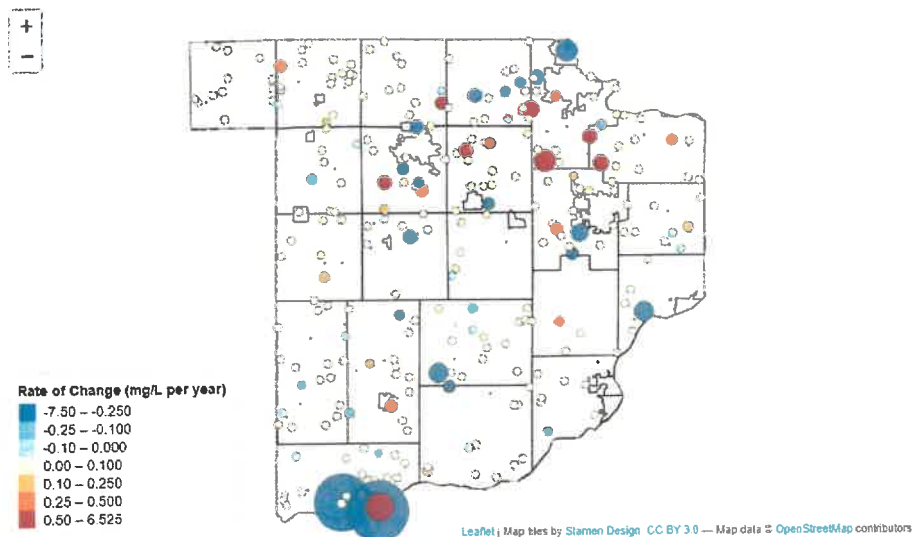 +
−
Rate of Change (mg/L per year)
-7.50 – -0.250
-0.25 – -0.100
-0.10 – 0.000
0.00 – 0.100
0.10 – 0.250
0.25 – 0.500
0.50 – 6.525
Leaflet | Map tiles by Stamen Design CC BY 3.0 — Map data © OpenStreetMap contributors